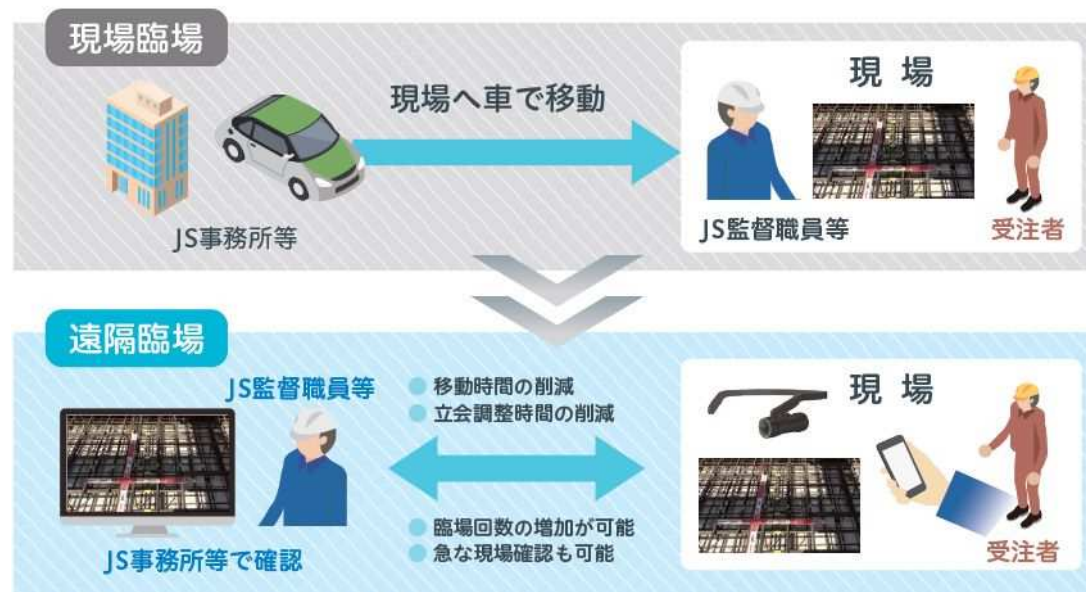 現場臨場
現場へ車で移動
JS事務所等
現 場
JS監督職員等
受注者
遠隔臨場
JS監督職員等
JS事務所等で確認
移動時間の削減
立会調整時間の削減
臨場回数の増加が可能
急な現場確認も可能
現 場
受注者